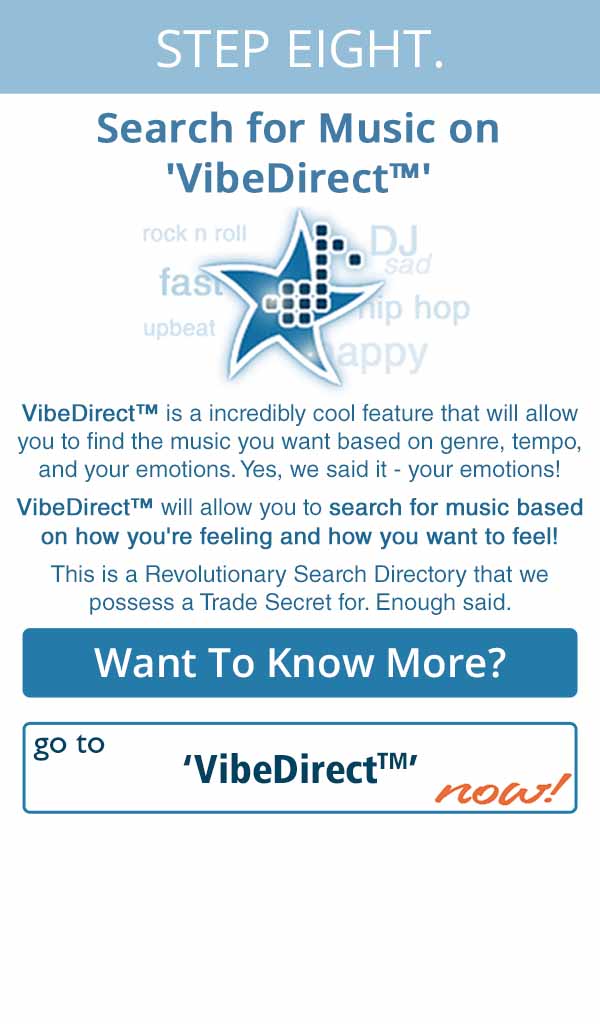 STEP EIGHT.
Search for Music on
'VibeDirect™'
rock n roll
DJ
sad
fast
hip hop
upbeat
happy
VibeDirect™ is a incredibly cool feature that will allow
you to find the music you want based on genre, tempo,
and your emotions. Yes, we said it - your emotions!
VibeDirect™ will allow you to search for music based
on how you're feeling and how you want to feel!
This is a Revolutionary Search Directory that we
possess a Trade Secret for. Enough said.
Want To Know More?
go to
‘VibeDirect™’
now!